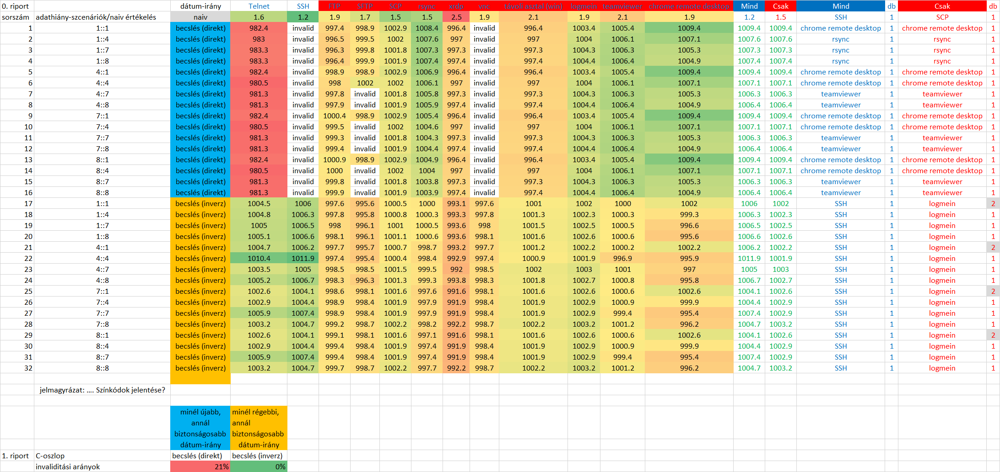 0. riport dátum-irány Telnet SSH FTP SFTP SCP rsync xrdp vnc távoli asztal (win) logmein teamviewer chrome remote desktop Mind Csak Mind db Csak db
sorszám adathiány-szcenáriók/naiv értékelés naiv 1.6 1.2 1.9 1.7 1.5 1.5 2.5 1.9 2.1 1.9 2.1 1.9 1.2 1.5 SSH 1 SCP 1
1 1::1 becslés (direkt) 982.4 invalid 997.4 998.9 1002.9 1008.4 996.4 invalid 996.4 1003.4 1005.4 1009.4 1009.4 1009.4 chrome remote desktop 1 chrome remote desktop 1
2 1::4 becslés (direkt) 983 invalid 996.5 999.5 1002 1007.6 997 invalid 997 1004 1006.1 1007.1 1007.6 1007.6 rsync 1 rsync 1
3 1::7 becslés (direkt) 983.3 invalid 996.3 999.8 1001.8 1007.3 997.3 invalid 997.3 1004.3 1006.3 1005.3 1007.3 1007.3 rsync 1 rsync 1
4 1::8 becslés (direkt) 983.3 invalid 996.4 999.9 1001.9 1007.4 997.4 invalid 997.4 1004.4 1006.4 1004.9 1007.4 1007.4 rsync 1 rsync 1
5 4::1 becslés (direkt) 982.4 invalid 998.9 998.9 1002.9 1006.9 996.4 invalid 996.4 1003.4 1005.4 1009.4 1009.4 1009.4 chrome remote desktop 1 chrome remote desktop 1
6 4::4 becslés (direkt) 980.5 invalid 998 1002 1002 1006.1 997 invalid 997 1004 1006.1 1007.1 1007.1 1007.1 chrome remote desktop 1 chrome remote desktop 1
7 4::7 becslés (direkt) 981.3 invalid 997.8 invalid 1001.8 1005.8 997.3 invalid 997.3 1004.3 1006.3 1005.3 1006.3 1006.3 teamviewer 1 teamviewer 1
8 4::8 becslés (direkt) 981.3 invalid 997.9 invalid 1001.9 1005.9 997.4 invalid 997.4 1004.4 1006.4 1004.9 1006.4 1006.4 teamviewer 1 teamviewer 1
9 7::1 becslés (direkt) 982.4 invalid 1000.4 998.9 1002.9 1005.4 996.4 invalid 996.4 1003.4 1005.4 1009.4 1009.4 1009.4 chrome remote desktop 1 chrome remote desktop 1
10 7::4 becslés (direkt) 980.5 invalid 999.5 invalid 1002 1004.6 997 invalid 997 1004 1006.1 1007.1 1007.1 1007.1 chrome remote desktop 1 chrome remote desktop 1
11 7::7 becslés (direkt) 981.3 invalid 999.3 invalid 1001.8 1004.3 997.3 invalid 997.3 1004.3 1006.3 1005.3 1006.3 1006.3 teamviewer 1 teamviewer 1
12 7::8 becslés (direkt) 981.3 invalid 999.4 invalid 1001.9 1004.4 997.4 invalid 997.4 1004.4 1006.4 1004.9 1006.4 1006.4 teamviewer 1 teamviewer 1
13 8::1 becslés (direkt) 982.4 invalid 1000.9 998.9 1002.9 1004.9 996.4 invalid 996.4 1003.4 1005.4 1009.4 1009.4 1009.4 chrome remote desktop 1 chrome remote desktop 1
14 8::4 becslés (direkt) 980.5 invalid 1000 invalid 1002 1004 997 invalid 997 1004 1006.1 1007.1 1007.1 1007.1 chrome remote desktop 1 chrome remote desktop 1
15 8::7 becslés (direkt) 981.3 invalid 999.8 invalid 1001.8 1003.8 997.3 invalid 997.3 1004.3 1006.3 1005.3 1006.3 1006.3 teamviewer 1 teamviewer 1
16 8::8 becslés (direkt) 981.3 invalid 999.9 invalid 1001.9 1003.9 997.4 invalid 997.4 1004.4 1006.4 1004.9 1006.4 1006.4 teamviewer 1 teamviewer 1
17 1::1 becslés (inverz) 1004.5 1006 997.6 995.6 1000.5 1000 993.1 997.6 1001 1002 1000 1002 1006 1002 SSH 1 logmein 2
18 1::4 becslés (inverz) 1004.8 1006.3 997.8 995.8 1000.8 1000.3 993.3 997.8 1001.3 1002.3 1000.3 999.3 1006.3 1002.3 SSH 1 logmein 1
19 1::7 becslés (inverz) 1005 1006.5 998 996.1 1001 1000.5 993.6 998 1001.5 1002.5 1000.5 996.6 1006.5 1002.5 SSH 1 logmein 1
20 1::8 becslés (inverz) 1005.1 1006.6 998.1 996.1 1001.1 1000.6 993.6 998.1 1001.6 1002.6 1000.6 995.6 1006.6 1002.6 SSH 1 logmein 1
21 4::1 becslés (inverz) 1004.7 1006.2 997.7 995.7 1000.7 998.7 993.2 997.7 1001.2 1002.2 1000.2 1002.2 1006.2 1002.2 SSH 1 logmein 2
22 4::4 becslés (inverz) 1010.4 1011.9 997.4 995.4 1000.4 998.4 992.9 997.4 1000.9 1001.9 996.9 995.9 1011.9 1001.9 SSH 1 logmein 1
23 4::7 becslés (inverz) 1003.5 1005 998.5 998.5 1001.5 999.5 992 998.5 1002 1003 1001 997 1005 1003 SSH 1 logmein 1
24 4::8 becslés (inverz) 1005.2 1006.7 998.3 996.3 1001.3 999.3 993.8 998.3 1001.8 1002.7 1000.8 995.8 1006.7 1002.7 SSH 1 logmein 1
25 7::1 becslés (inverz) 1002.6 1004.1 998.6 998.1 1001.6 997.6 991.6 998.1 1001.6 1002.6 1000.6 1002.6 1004.1 1002.6 SSH 1 logmein 2
26 7::4 becslés (inverz) 1002.9 1004.4 998.9 998.4 1001.9 997.9 991.9 998.4 1001.9 1002.9 1000.9 999.9 1004.4 1002.9 SSH 1 logmein 1
27 7::7 becslés (inverz) 1005.9 1007.4 998.9 998.4 1001.9 997.9 991.9 998.4 1001.9 1002.9 999.4 995.4 1007.4 1002.9 SSH 1 logmein 1
28 7::8 becslés (inverz) 1003.2 1004.7 999.2 998.7 1002.2 998.2 992.2 998.7 1002.2 1003.2 1001.2 996.2 1004.7 1003.2 SSH 1 logmein 1
29 8::1 becslés (inverz) 1002.6 1004.1 999.1 998.1 1001.6 997.1 991.6 998.1 1001.6 1002.6 1000.6 1002.6 1004.1 1002.6 SSH 1 logmein 2
30 8::4 becslés (inverz) 1002.9 1004.4 999.4 998.4 1001.9 997.4 991.9 998.4 1001.9 1002.9 1000.9 999.9 1004.4 1002.9 SSH 1 logmein 1
31 8::7 becslés (inverz) 1005.9 1007.4 999.4 998.4 1001.9 997.4 991.9 998.4 1001.9 1002.9 999.4 995.4 1007.4 1002.9 SSH 1 logmein 1
32 8::8 becslés (inverz) 1003.2 1004.7 999.7 998.7 1002.2 997.7 992.2 998.7 1002.2 1003.2 1001.2 996.2 1004.7 1003.2 SSH 1 logmein 1
jelmagyrázat: .... Színkódok jelentése?
minél újabb,
annál
biztonságosabb
dátum-irány
minél régebbi,
annál
biztonságosabb
dátum-irány
1. riport C-oszlop becslés (direkt) becslés (inverz)
invaliditási arányok 21% 0%